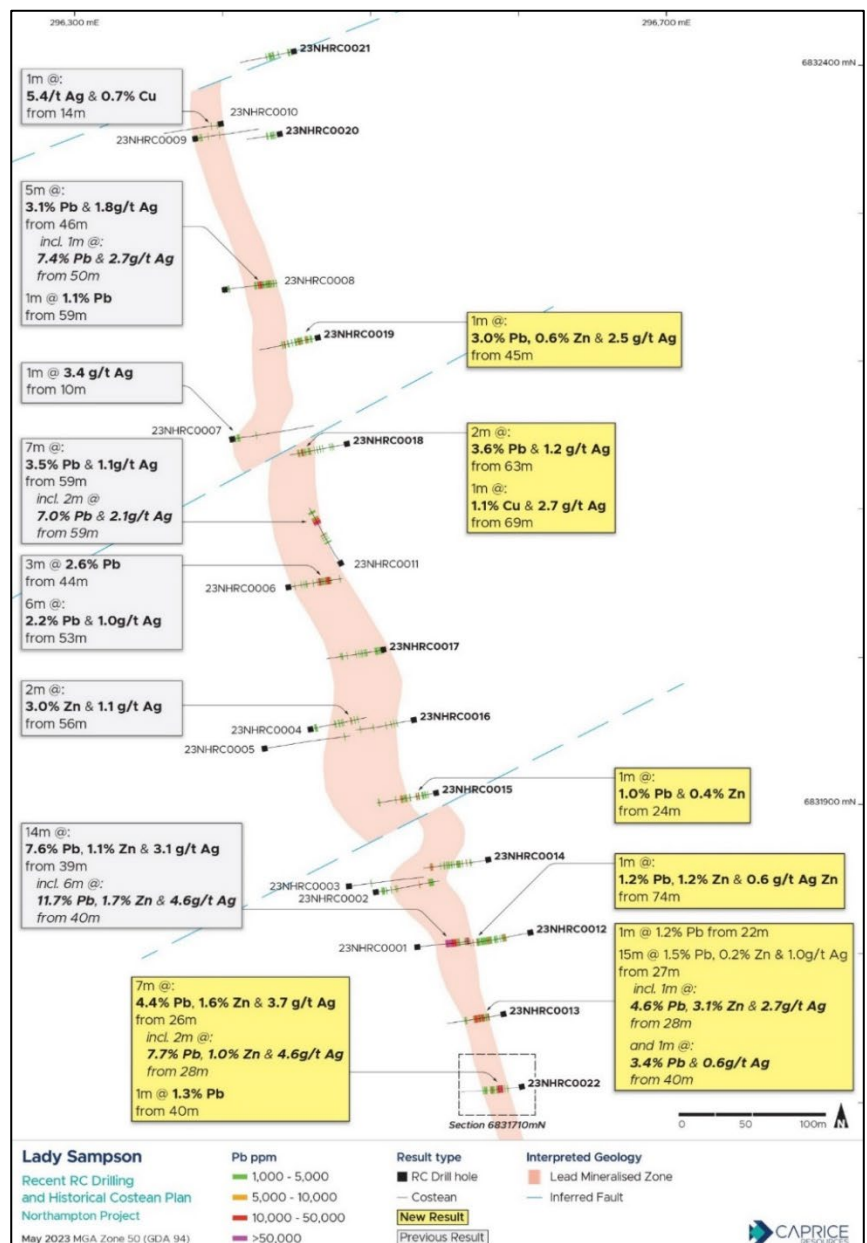 296,300 mE
296,700 mE
23NHRC0021
6832400 mN
1m @:
5.4/t Ag & 0.7% Cu
from 14m
23NHRC0010
23NHRC0009
23NHRC0020
5m @:
3.1% Pb & 1.8g/t Ag
from 46m
incl. 1m @:
7.4% Pb & 2.7g/t Ag
from 50m
1m @ 1.1% Pb
from 59m
23NHRC0008
23NHRC0019
1m @:
3.0% Pb, 0.6% Zn & 2.5 g/t Ag
from 45m
1m @ 3.4 g/t Ag
from 10m
23NHRC0007
23NHRC0018
2m @:
3.6% Pb & 1.2 g/t Ag
from 63m
1m @:
1.1% Cu & 2.7 g/t Ag
from 69m
7m @:
3.5% Pb & 1.1g/t Ag
from 59m
incl. 2m @
7.0% Pb & 2.1g/t Ag
from 59m
23NHRC0011
3m @ 2.6% Pb
from 44m
6m @:
2.2% Pb & 1.0g/t Ag
from 53m
23NHRC0006
23NHRC0017
2m @:
3.0% Zn & 1.1 g/t Ag
from 56m
23NHRC0004
23NHRC0016
23NHRC0005
23NHRC0015
1m @:
1.0% Pb & 0.4% Zn
from 24m
6831900 mN
14m @:
7.6% Pb, 1.1% Zn & 3.1 g/t Ag
from 39m
incl. 6m @:
11.7% Pb, 1.7% Zn & 4.6g/t Ag
from 40m
23NHRC0014
23NHRC0003
23NHRC0002
1m @:
1.2% Pb, 1.2% Zn & 0.6 g/t Ag Zn
from 74m
23NHRC0012
23NHRC0001
1m @ 1.2% Pb from 22m
15m @ 1.5% Pb, 0.2% Zn & 1.0g/t Ag
from 27m
incl. 1m @:
4.6% Pb, 3.1% Zn & 2.7g/t Ag
from 28m
and 1m @:
3.4% Pb & 0.6g/t Ag
from 40m
7m @:
4.4% Pb, 1.6% Zn & 3.7 g/t Ag
from 26m
incl. 2m @:
7.7% Pb, 1.0% Zn & 4.6g/t Ag
from 28m
1m @ 1.3% Pb
from 40m
23NHRC0013
23NHRC0022
Section 6831710mN
0 50 100m
N
Lady Sampson
Recent RC Drilling
and Historical Costean Plan
Northampton Project
May 2023 MGA Zone 50 (GDA 94)
Pb ppm
1,000 - 5,000
5,000 - 10,000
10,000 - 50,000
>50,000
Result type
RC Drill hole
Costean
New Result
Previous Result
Interpreted Geology
Lead Mineralised Zone
Inferred Fault
CAPRICE
RESOURCES